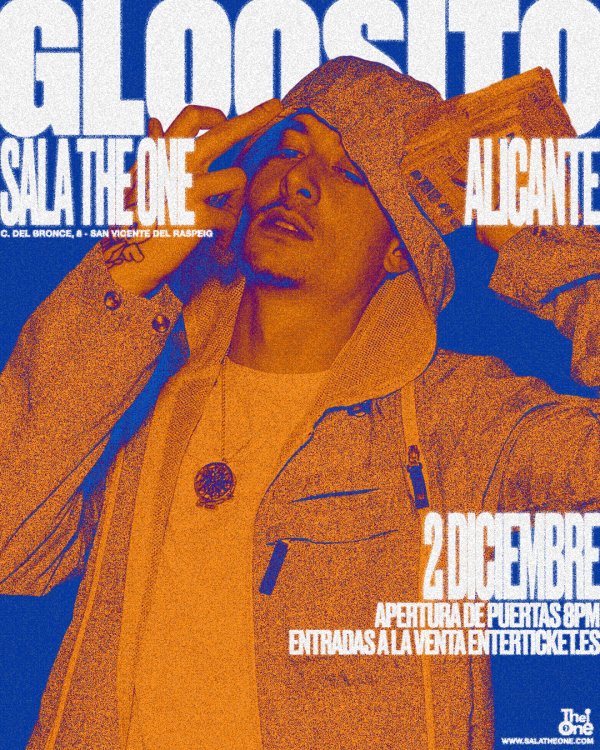 GLOOSITO
SALA THE ONE
ALICANTE
C. DEL BRONCE, 8 - SAN VICENTE DEL RASPEIG
2 DICIEMBRE
APERTURA DE PUERTAS 8PM
ENTRADAS A LA VENTA ENTERTICKET.ES
The
One
WWW.SALATHEONE.COM